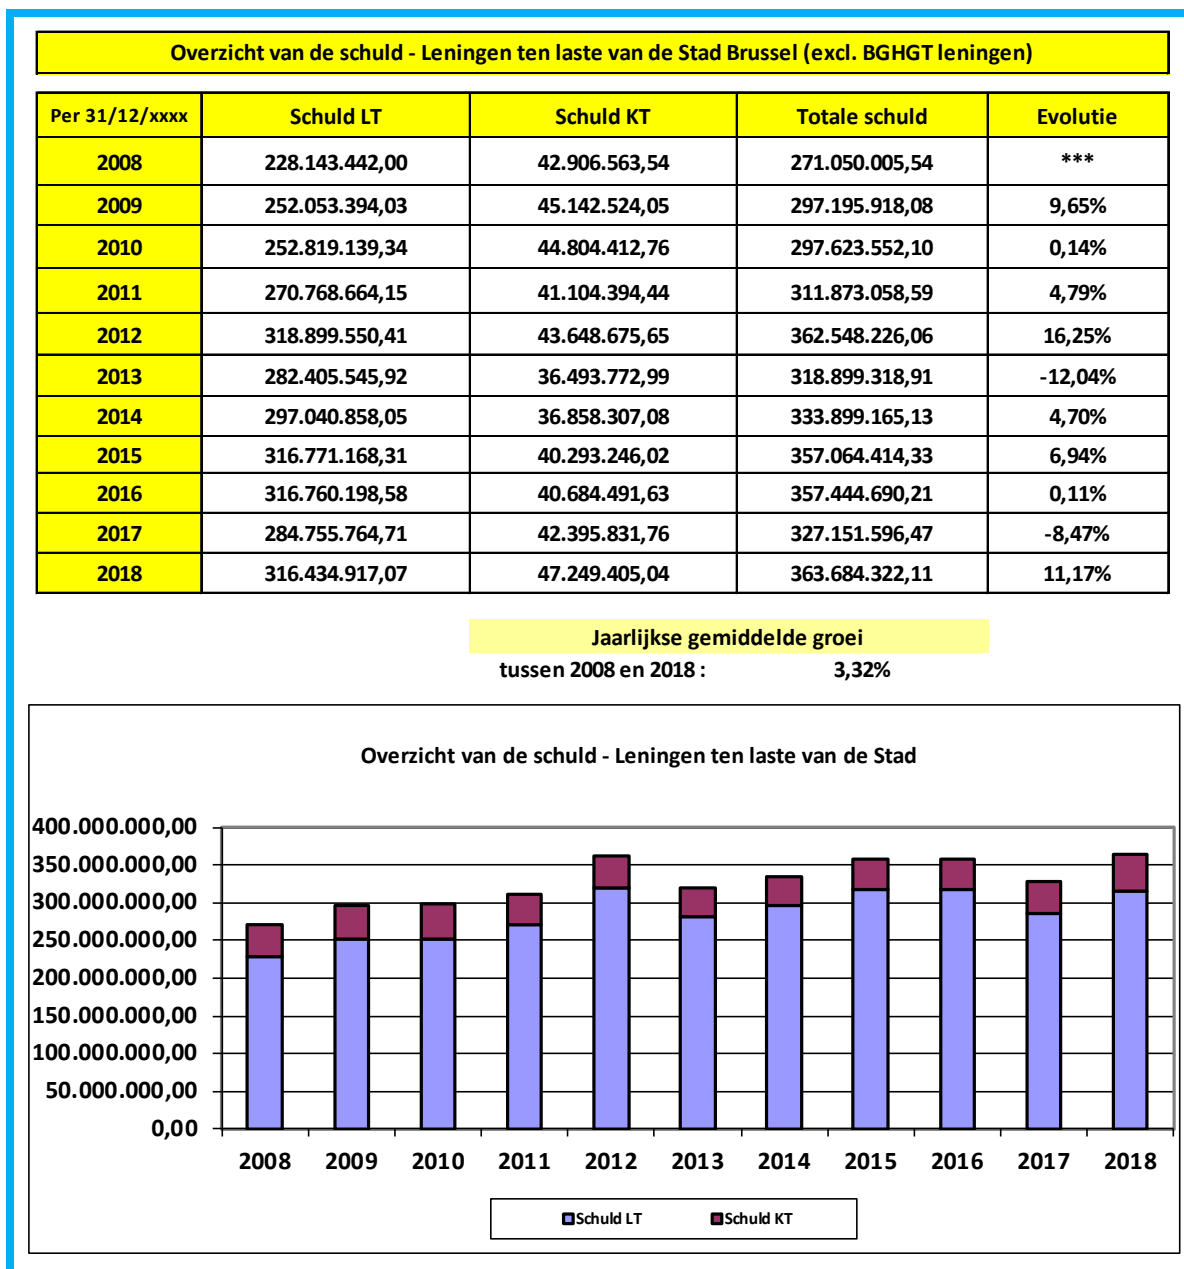 Overzicht van de schuld - Leningen ten laste van de Stad Brussel (excl. BGHGT leningen)
Per 31/12/xxxx Schuld LT Schuld KT Totale schuld Evolutie
2008 228.143.442,00 42.906.563,54 271.050.005,54 ***
2009 252.053.394,03 45.142.524,05 297.195.918,08 9,65%
2010 252.819.139,34 44.804.412,76 297.623.552,10 0,14%
2011 270.768.664,15 41.104.394,44 311.873.058,59 4,79%
2012 318.899.550,41 43.648.675,65 362.548.226,06 16,25%
2013 282.405.545,92 36.493.772,99 318.899.318,91 -12,04%
2014 297.040.858,05 36.858.307,08 333.899.165,13 4,70%
2015 316.771.168,31 40.293.246,02 357.064.414,33 6,94%
2016 316.760.198,58 40.684.491,63 357.444.690,21 0,11%
2017 284.755.764,71 42.395.831,76 327.151.596,47 -8,47%
2018 316.434.917,07 47.249.405,04 363.684.322,11 11,17%
Jaarlijkse gemiddelde groei
tussen 2008 en 2018 : 3,32%
Overzicht van de schuld - Leningen ten laste van de Stad
400.000.000,00
350.000.000,00
300.000.000,00
250.000.000,00
200.000.000,00
150.000.000,00
100.000.000,00
50.000.000,00
0,00
2008 2009 2010 2011 2012 2013 2014 2015 2016 2017 2018
Schuld LT Schuld KT